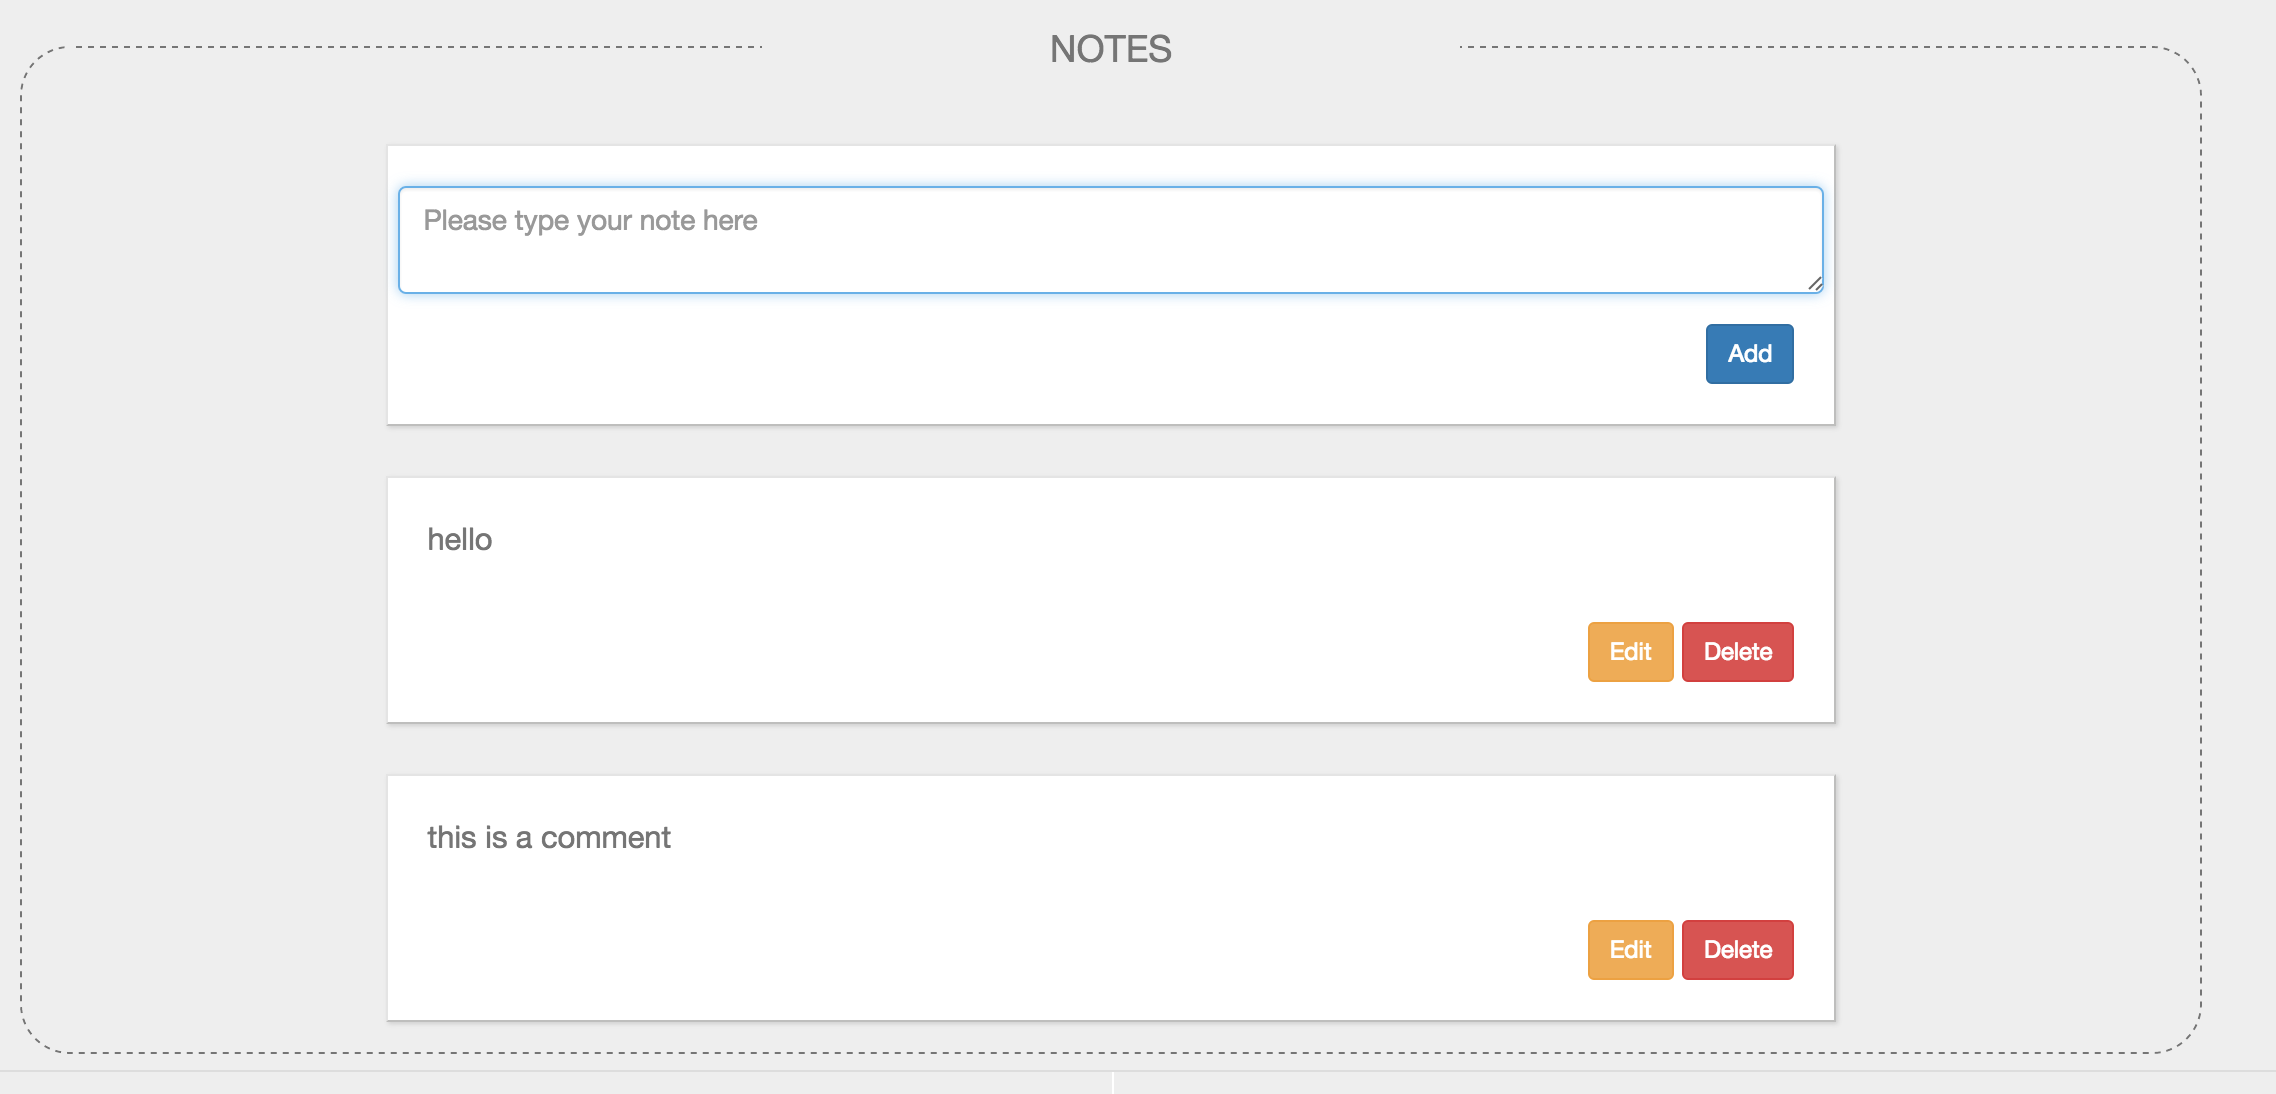 NOTES
Please type your note here
Add
hello
Edit Delete
this is a comment
Edit Delete